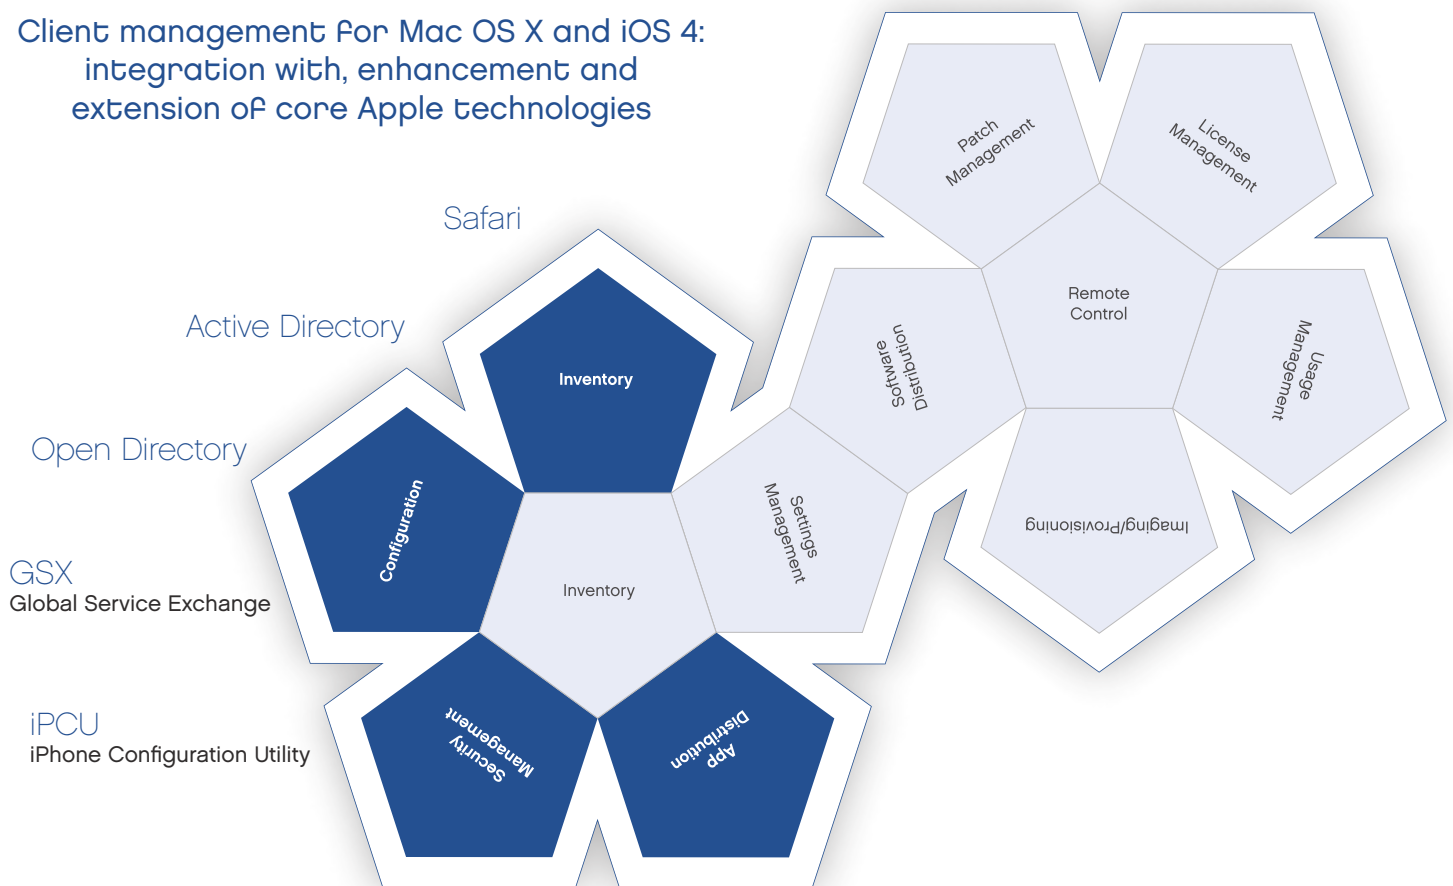 Client management for Mac OS X and iOS 4:
integration with, enhancement and
extension of core Apple technologies
Patch
Management
License
Management
Safari
Remote
Control
Active Directory
Software
Distribution
Usage
Management
Inventory
Open Directory
Configuration
Settings
Management
Imaging/Provisioning
GSX
Global Service Exchange
Inventory
iPCU
iPhone Configuration Utility
Security
Management
App
Distribution